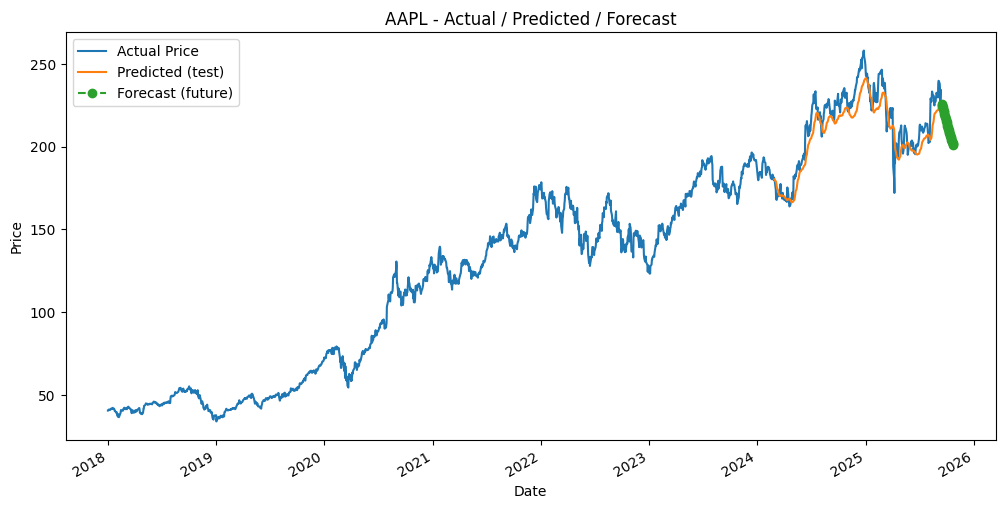 AAPL - Actual / Predicted / Forecast
Actual Price
Predicted (test)
Forecast (future)
Price
250
200
150
100
50
2018
2019
2020
2021
2022
2023
2024
2025
2026
Date